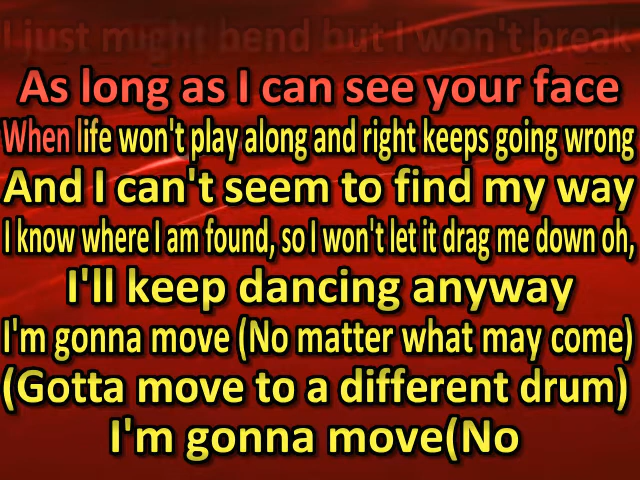 I just might bend but I won't break
As long as I can see your face
When life won't play along and right keeps going wrong
And I can't seem to find my way
I know where I am found, so I won't let it drag me down oh,
I'll keep dancing anyway
I'm gonna move (No matter what may come)
(Gotta move to a different drum)
I'm gonna move(No